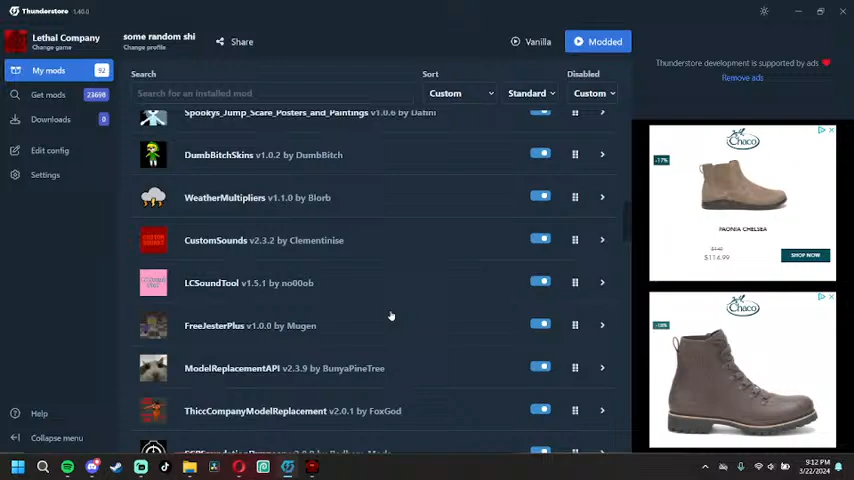 Thunderstore 1.40.0
Lethal Company
Change game
some random shi
Change profile
Share
Vanilla
Modded
My mods 92
Get mods 23698
Downloads 0
Edit config
Settings
Help
Collapse menu
Search
Search for an installed mod
Sort
Custom
Standard
Disabled
Custom
Spookys_Jump_Scare_Posters_and_Paintings v1.0.6 by Dafini
DumbBitchSkins v1.0.2 by DumbBitch
WeatherMultipliers v1.1.0 by Blorb
CustomSounds v2.3.2 by Clementinise
LCSoundTool v1.5.1 by no00ob
FreeJesterPlus v1.0.0 by Mugen
ModelReplacementAPI v2.3.9 by BunyaPineTree
ThiccCompanyModelReplacement v2.0.1 by FoxGod
Thunderstore development is supported by ads
Remove ads
Chaco
-17%
PAONIA CHELSEA
$114.99
SHOP NOW
Chaco
9:12 PM
3/22/2024